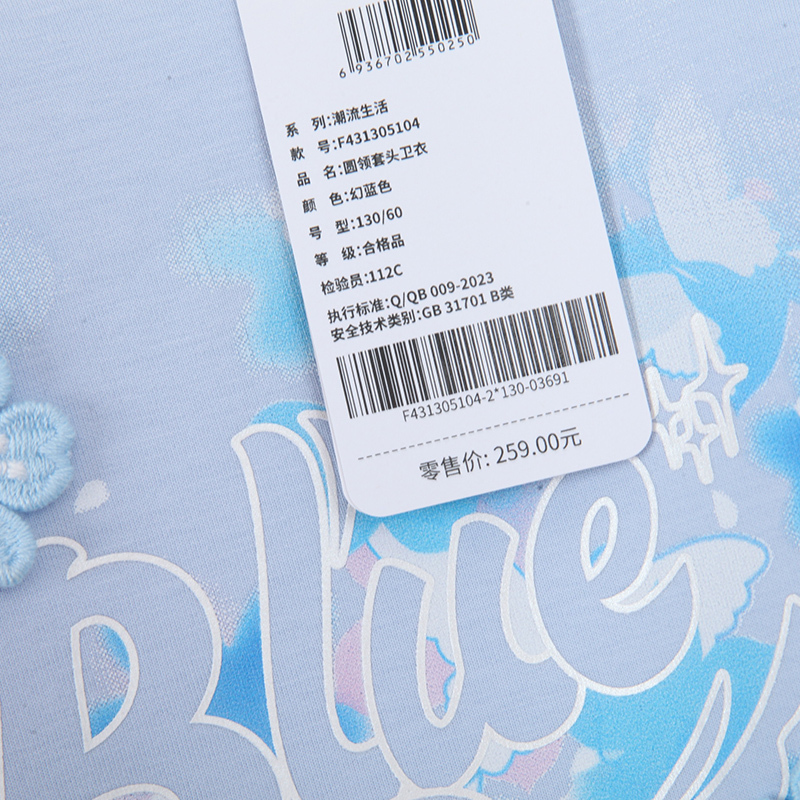 6 936702 550250
系 列:潮流生活
款 号:F431305104
品 名:圆领套头卫衣
颜 色:幻蓝色
号 型:130/60
等 级:合格品
检验员:112C
执行标准:Q/QB 009-2023
安全技术类别:GB 31701 B类
F431305104-2*130-03691
零售价: 259.00元
Blue